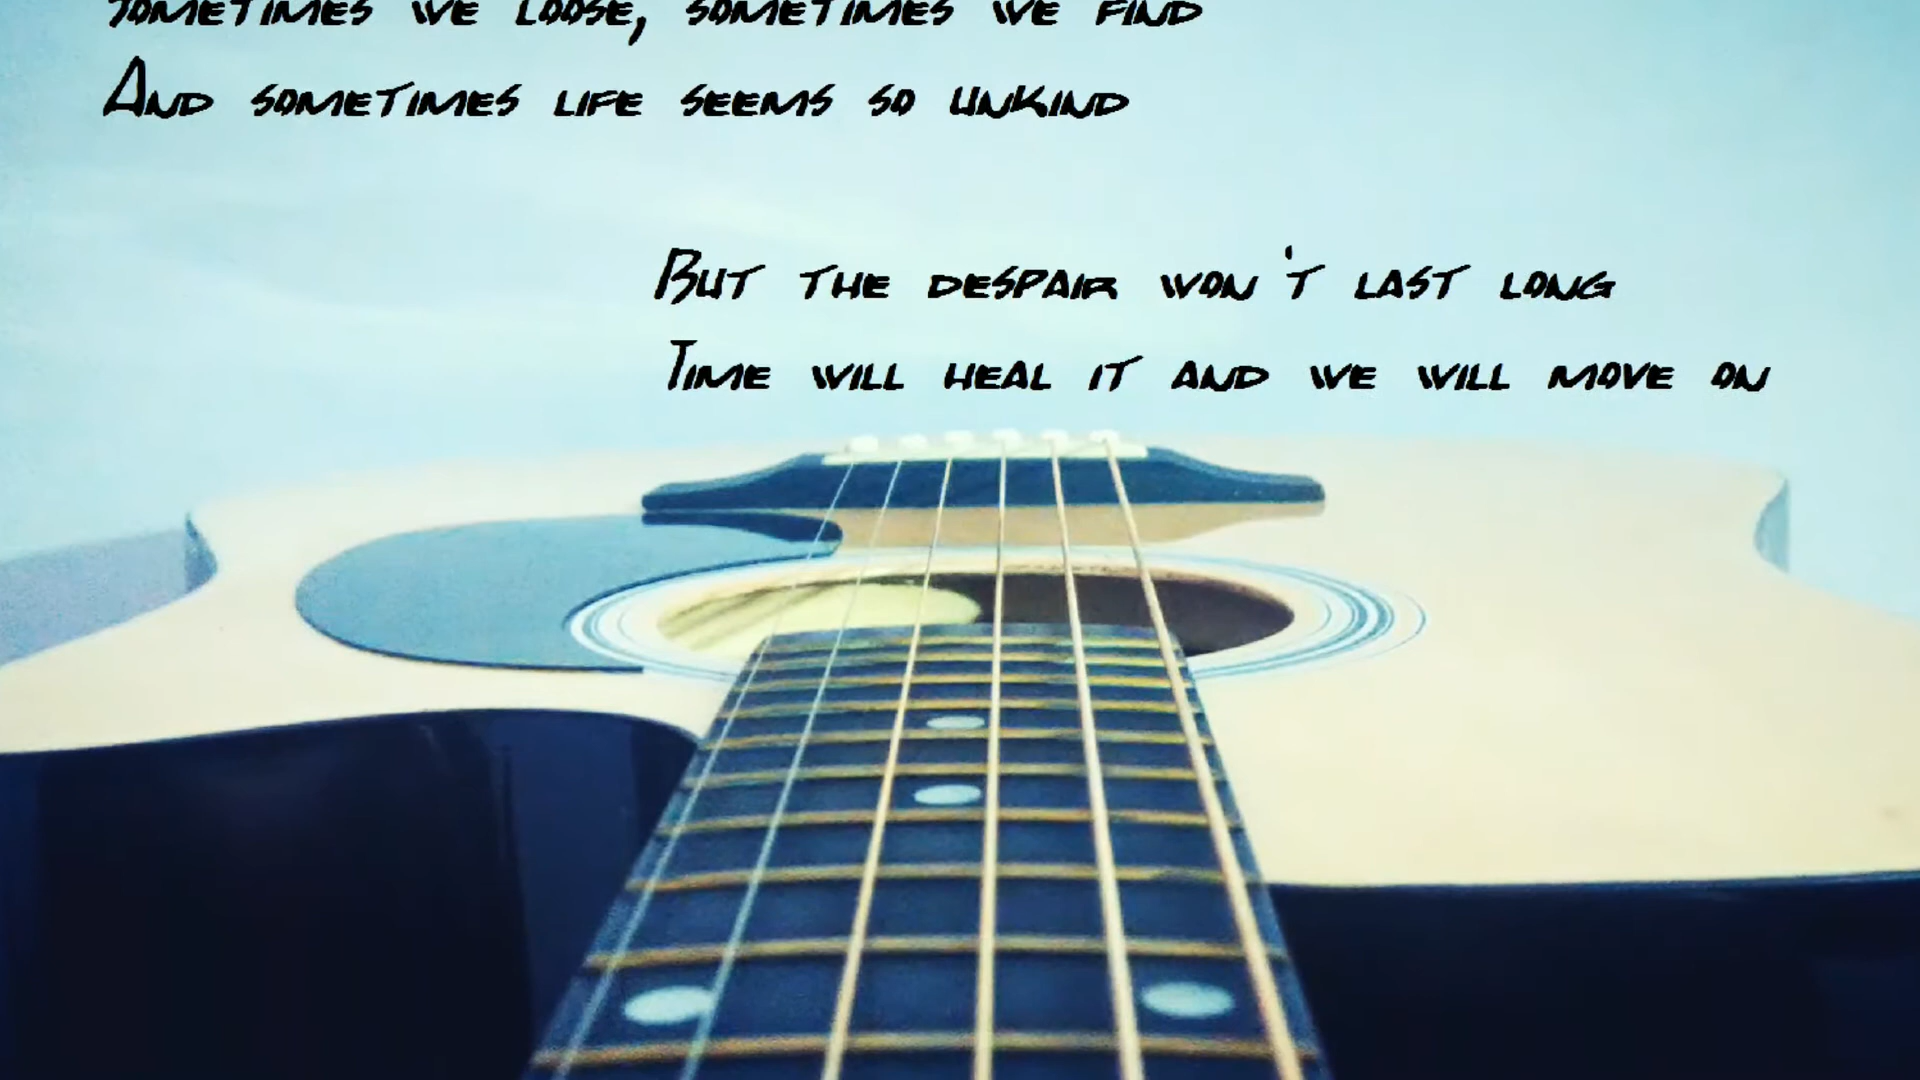 Sometimes we loose, sometimes we find
And sometimes life seems so unkind
But the despair won't last long
Time will heal it and we will move on